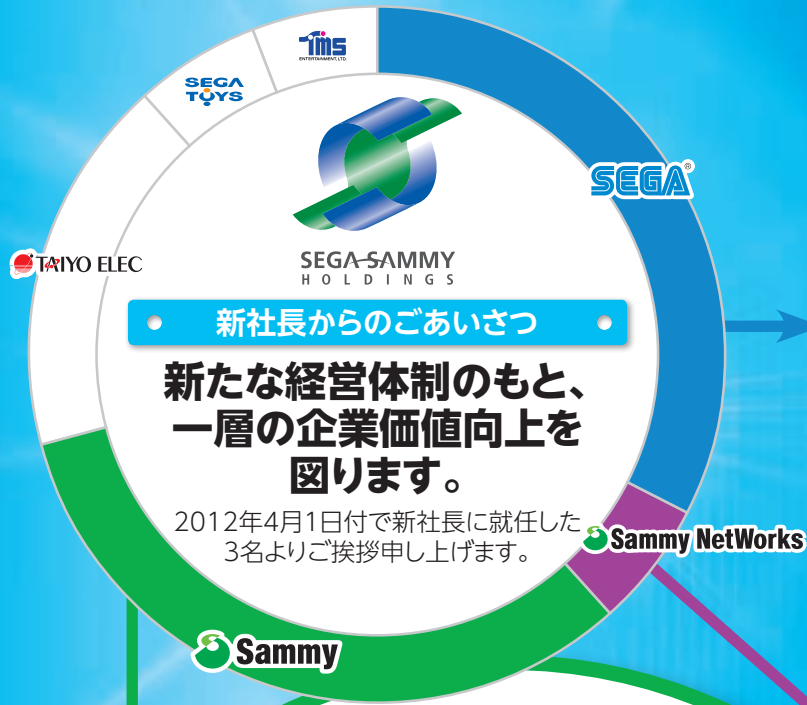 TMS
ENTERTAINMENT, LTD.
SEGA
TOYS
SEGA®
TAIYO ELEC
SEGA SAMMY
HOLDINGS
新社長からのごあいさつ
新たな経営体制のもと、
一層の企業価値向上を
図ります。
2012年4月1日付で新社長に就任した
3名よりご挨拶申し上げます。
Sammy NetWorks
Sammy